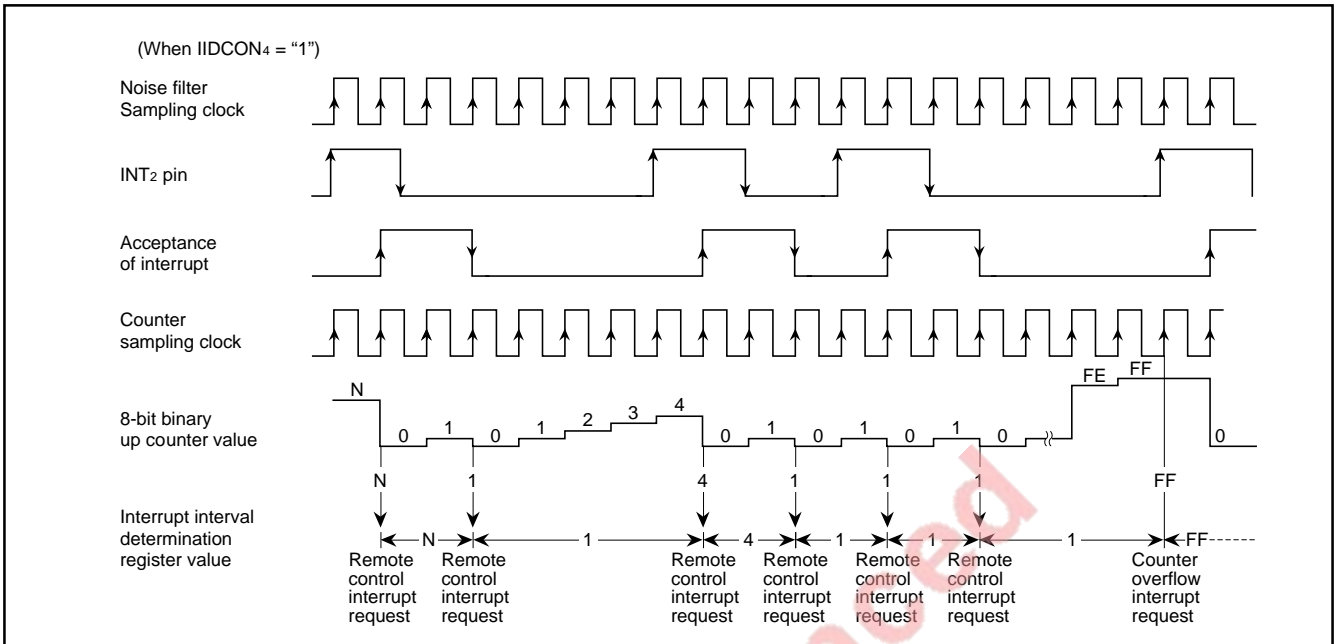 (When IIDCON4 = “1”)
Noise filter
Sampling clock
INT2 pin
Acceptance
of interrupt
Counter
sampling clock
N
FE
FF
8-bit binary
up counter value
0 1 0 1 2 3 4 0 1 0 1 0 1 0 0
N 1 4 1 1 1 FF
Interrupt interval
determination
register value
N 1 4 1 1 1 FF
Remote
control
interrupt
request
Remote
control
interrupt
request
Remote
control
interrupt
request
Remote
control
interrupt
request
Remote
control
interrupt
request
Remote
control
interrupt
request
Counter
overflow
interrupt
request
nced